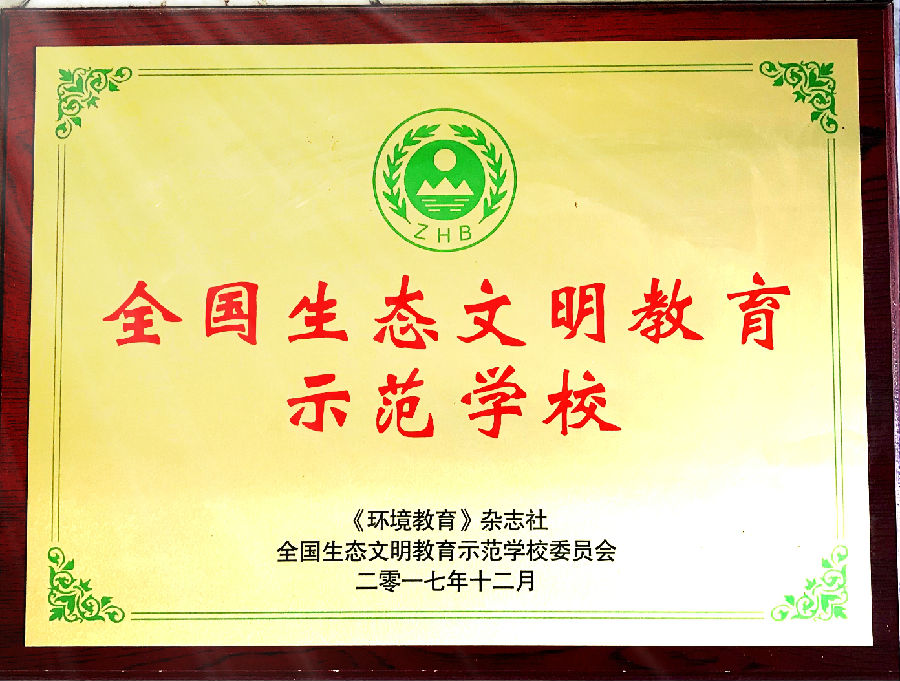 ZHB
全国生态文明教育
示范学校
《环境教育》杂志社
全国生态文明教育示范学校委员会
二零一七年十二月